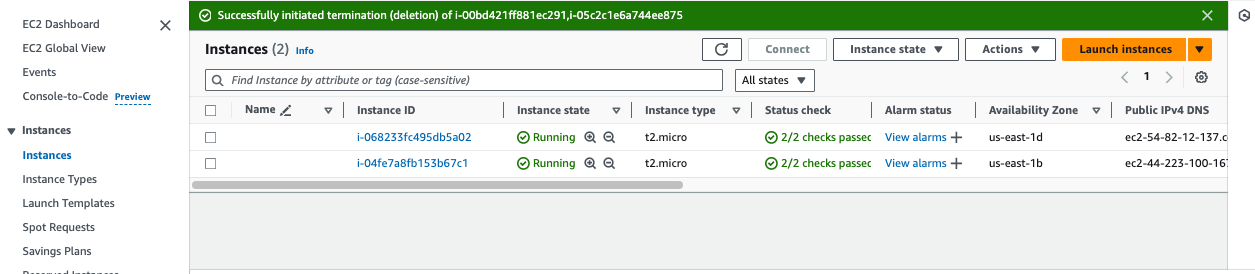 EC2 Dashboard
EC2 Global View
Events
Console-to-Code Preview
Instances
Instances
Instance Types
Launch Templates
Spot Requests
Savings Plans
Reserved Instances
Successfully initiated termination (deletion) of i-00bd421ff881ec291,i-05c2c1e6a744ee875
Instances (2) Info
Connect
Instance state
Actions
Launch instances
Find Instance by attribute or tag (case-sensitive)
All states
1
Name Instance ID Instance state Instance type Status check Alarm status Availability Zone Public IPv4 DNS
i-068233fc495db5a02 Running t2.micro 2/2 checks passed View alarms us-east-1d ec2-54-82-12-137.c
i-04fe7a8fb153b67c1 Running t2.micro 2/2 checks passed View alarms us-east-1b ec2-44-223-100-167